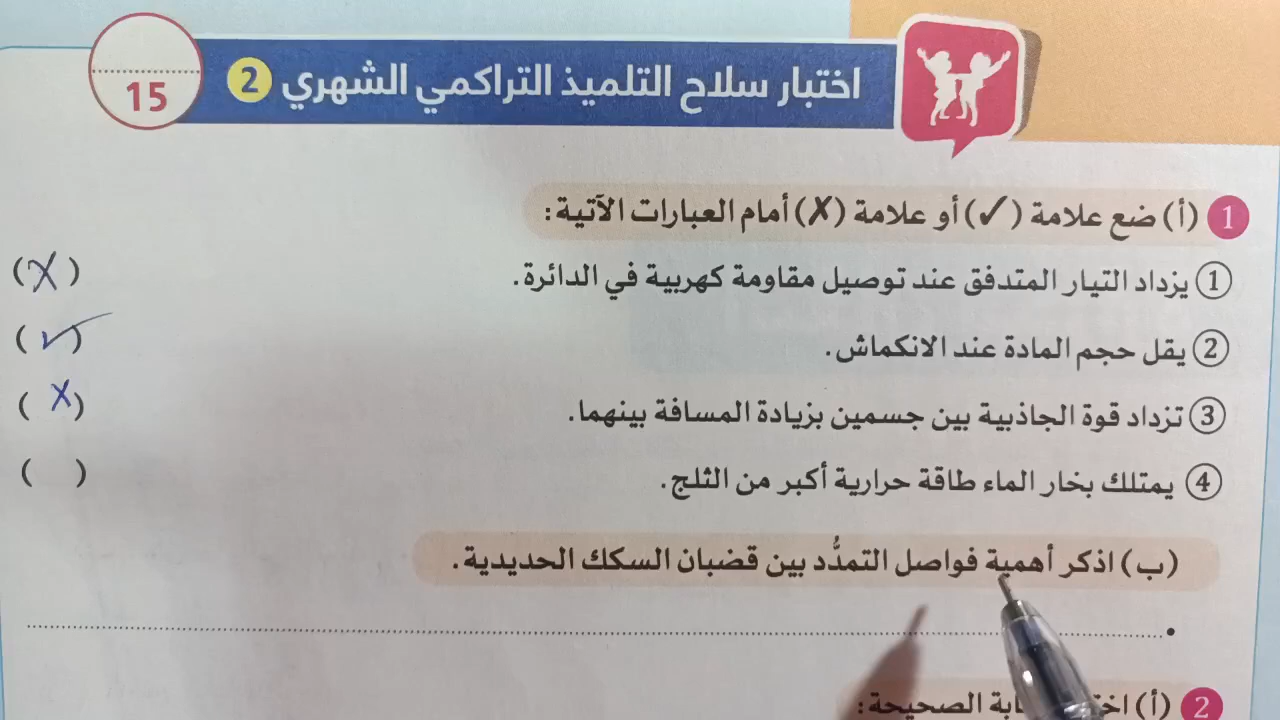 اختبار سلاح التلميذ التراكمي الشهري 2
15
1 (أ) ضع علامة (✓) أو علامة (✗) أمام العبارات الآتية:
① يزداد التيار المتدفق عند توصيل مقاومة كهربية في الدائرة. (X)
② يقل حجم المادة عند الانكماش. (✓)
③ تزداد قوة الجاذبية بين جسمين بزيادة المسافة بينهما. (X)
④ يمتلك بخار الماء طاقة حرارية أكبر من الثلج. ( )
(ب) اذكر أهمية فواصل التمدُّد بين قضبان السكك الحديدية.
2 (أ) الصحيحة: